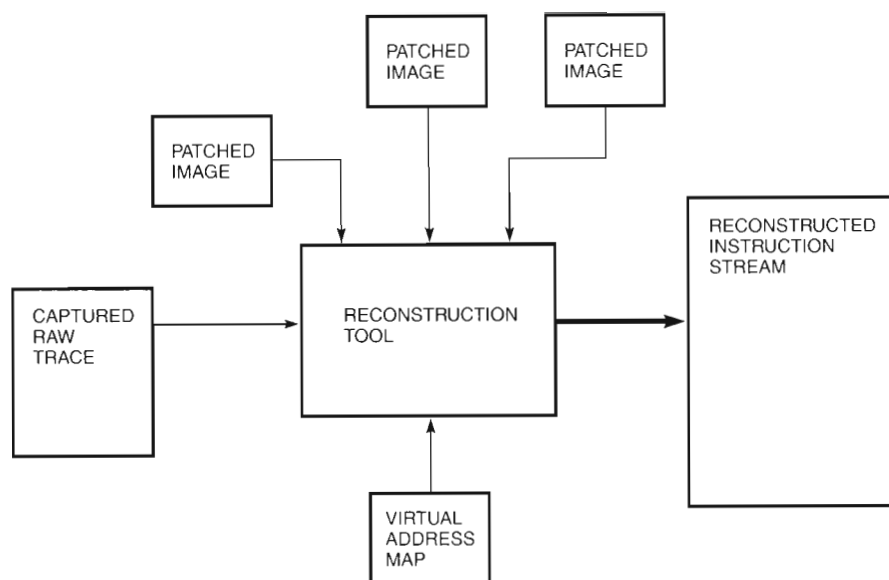 PATCHED
IMAGE
PATCHED
IMAGE
PATCHED
IMAGE
RECONSTRUCTED
INSTRUCTION
STREAM
CAPTURED
RAW
TRACE
RECONSTRUCTION
TOOL
VIRTUAL
ADDRESS
MAP